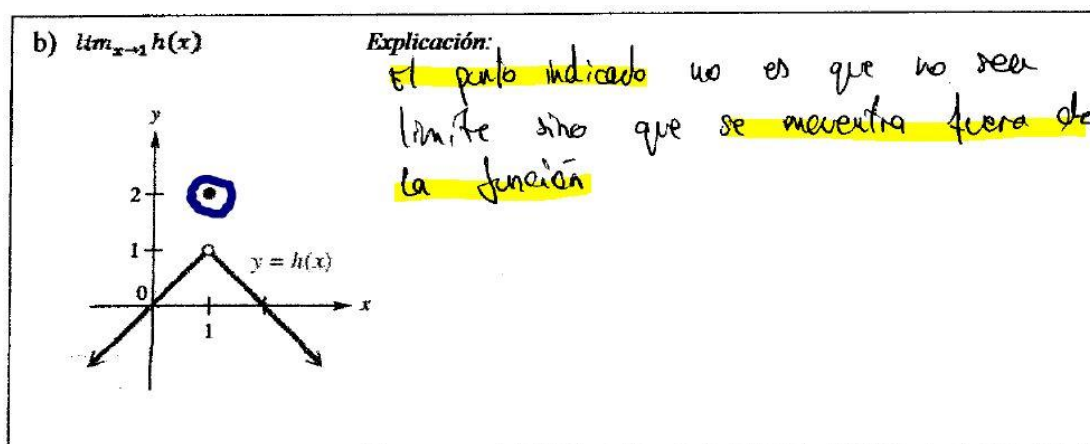 b) lim_{x→1} h(x)
Explicación:
El punto indicado no es que no sea
limite sino que se encuentra fuera de
la función
y
2
1
y = h(x)
0
x
1